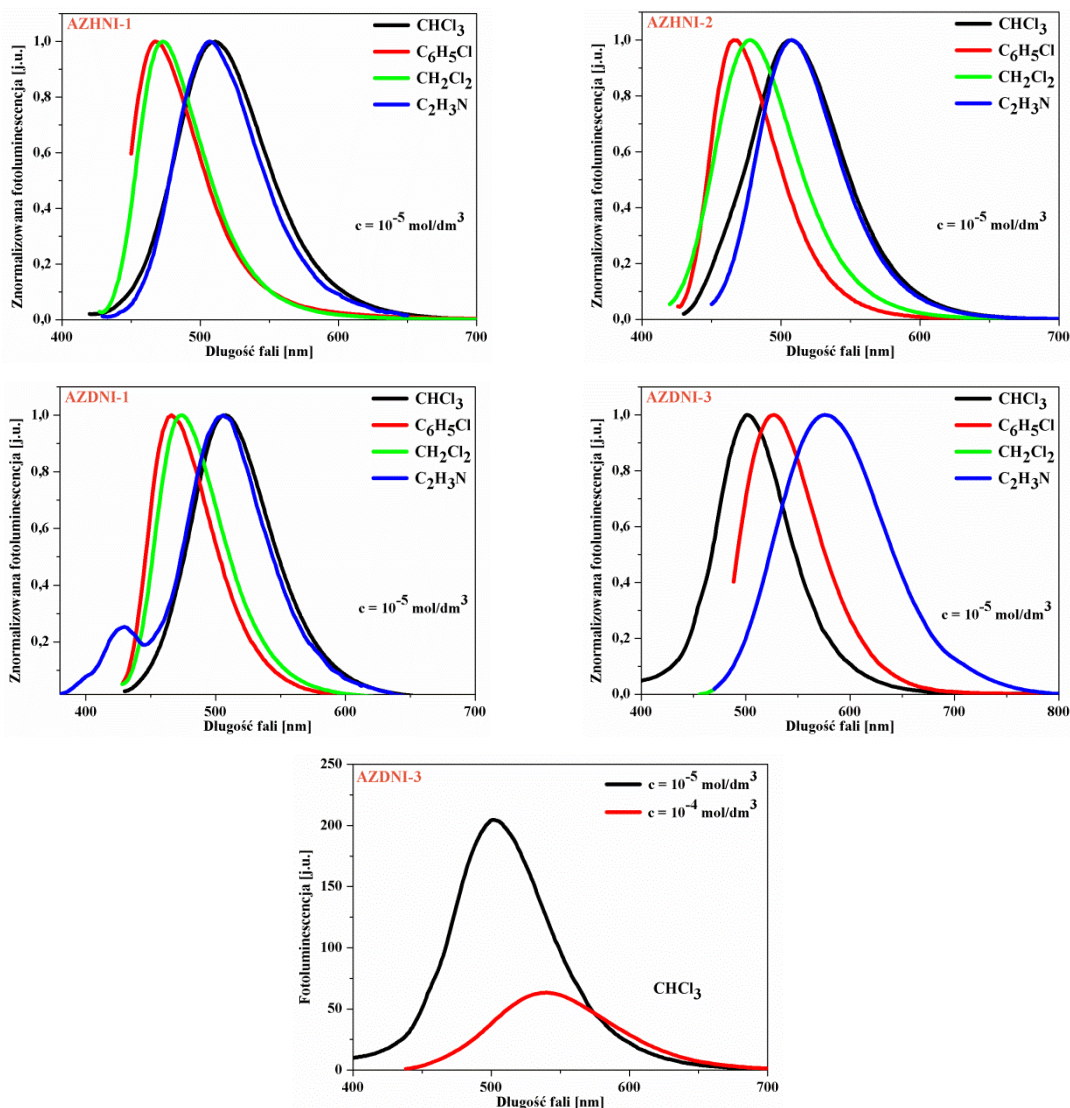 AZHNI-1
CHCl3
C6H5Cl
CH2Cl2
C2H3N
c = 10-5 mol/dm3
Znormalizowana fotoluminescencja [j.u.]
1,0
0,8
0,6
0,4
0,2
0,0
400 500 600 700
Długość fali [nm]
AZHNI-2
CHCl3
C6H5Cl
CH2Cl2
C2H3N
c = 10-5 mol/dm3
Znormalizowana fotoluminescencja [j.u.]
1,0
0,8
0,6
0,4
0,2
0,0
400 500 600 700
Długość fali [nm]
AZDNI-1
CHCl3
C6H5Cl
CH2Cl2
C2H3N
c = 10-5 mol/dm3
Znormalizowana fotoluminescencja [j.u.]
1,0
0,8
0,6
0,4
0,2
400 500 600 700
Długość fali [nm]
AZDNI-3
CHCl3
C6H5Cl
CH2Cl2
C2H3N
c = 10-5 mol/dm3
Znormalizowana fotoluminescencja [j.u.]
1,0
0,8
0,6
0,4
0,2
0,0
400 500 600 700 800
Długość fali [nm]
AZDNI-3
c = 10-5 mol/dm3
c = 10-4 mol/dm3
CHCl3
Fotoluminescencja [j.u.]
250
200
150
100
50
0
400 500 600 700
Długość fali [nm]